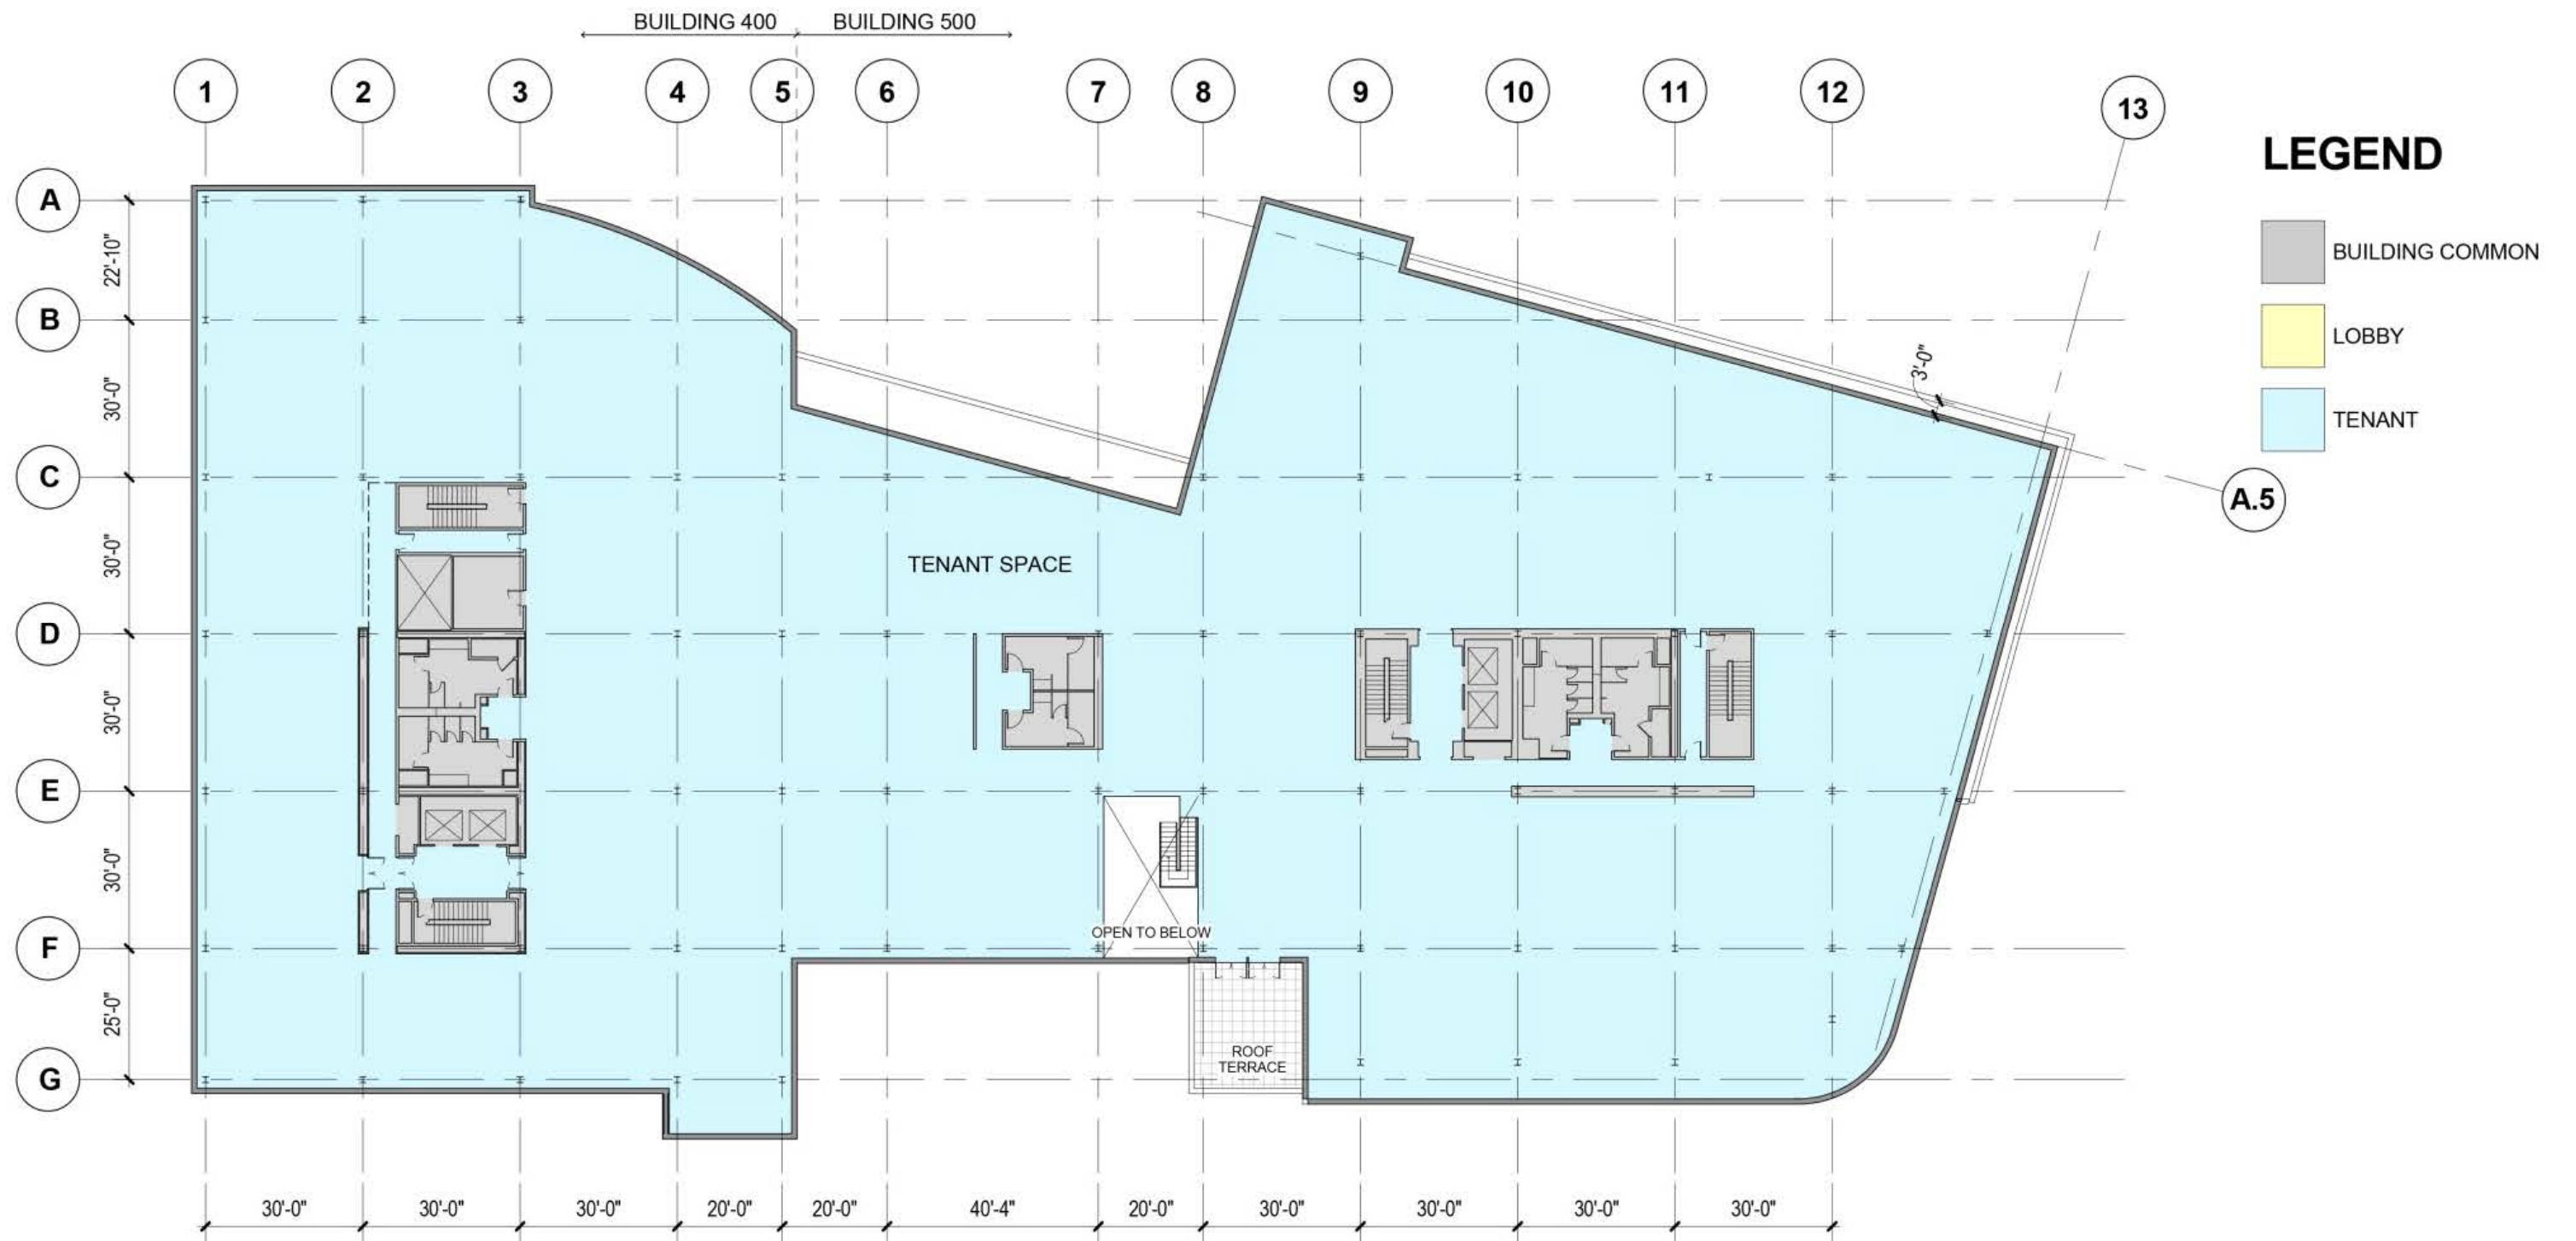 BUILDING 400
BUILDING 500
1
2
3
4
5
6
7
8
9
10
11
12
13
LEGEND
BUILDING COMMON
LOBBY
TENANT
A
22'-10"
B
30'-0"
3'-0"
C
A.5
30'-0"
TENANT SPACE
D
30'-0"
E
30'-0"
OPEN TO BELOW
F
25'-0"
ROOF
TERRACE
G
30'-0"
30'-0"
30'-0"
20'-0"
20'-0"
40'-4"
20'-0"
30'-0"
30'-0"
30'-0"
30'-0"